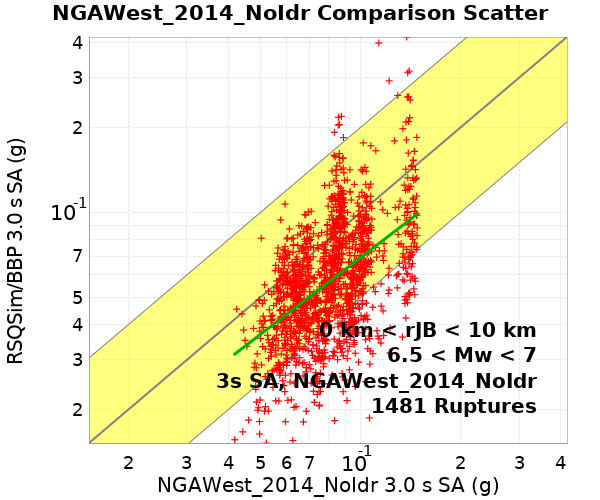 NGAWest_2014_NoIdr Comparison Scatter
4
3
2
10^-1
7
5
4
3
2
RSQSim/BBP 3.0 s SA (g)
0 km < rJB < 10 km
6.5 < Mw < 7
3s SA, NGAWest_2014_NoIdr
1481 Ruptures
2 3 4 5 6 7 10^-1 2 3 4
NGAWest_2014_NoIdr 3.0 s SA (g)